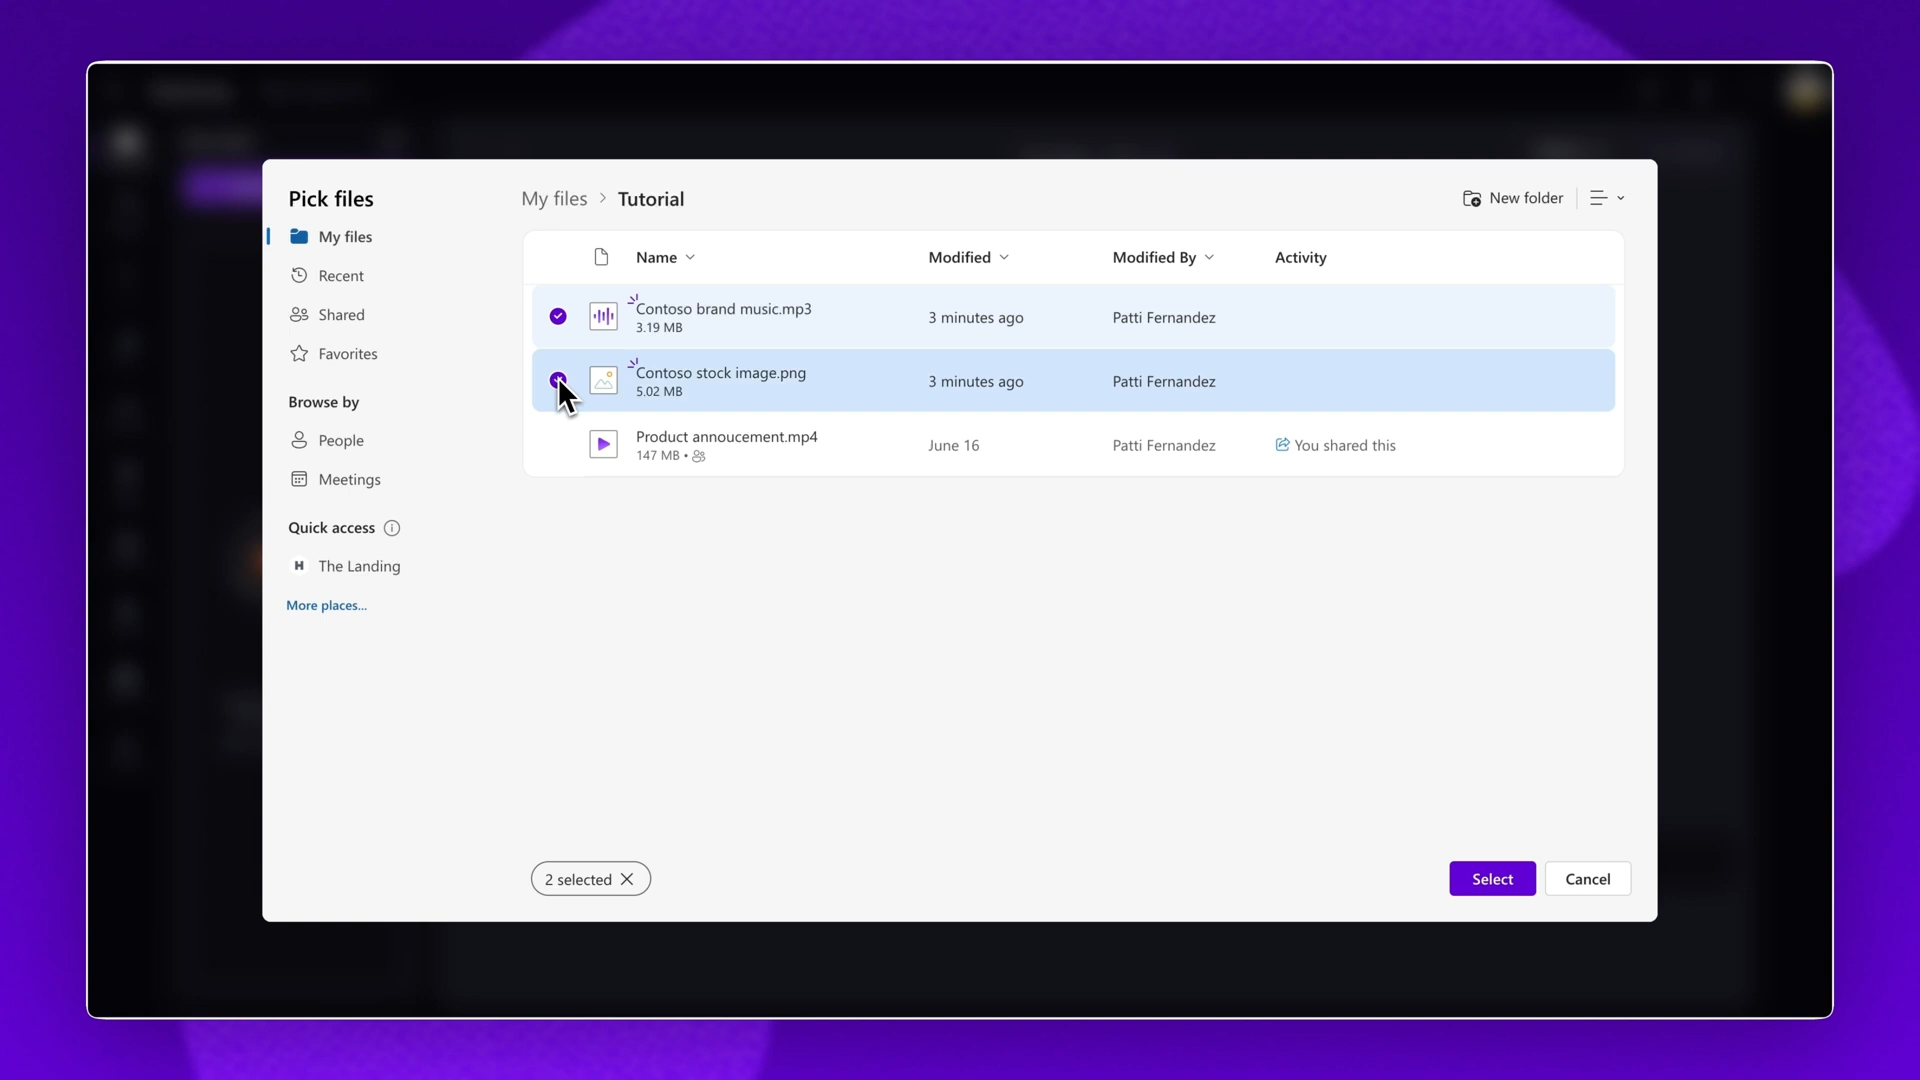 Pick files
My files
Recent
Shared
Favorites
Browse by
People
Meetings
Quick access
H The Landing
More places...
My files > Tutorial
New folder
Name Modified Modified By Activity
Contoso brand music.mp3 3 minutes ago Patti Fernandez
3.19 MB
Contoso stock image.png 3 minutes ago Patti Fernandez
5.02 MB
Product annoucement.mp4 June 16 Patti Fernandez You shared this
147 MB •
2 selected
Select
Cancel